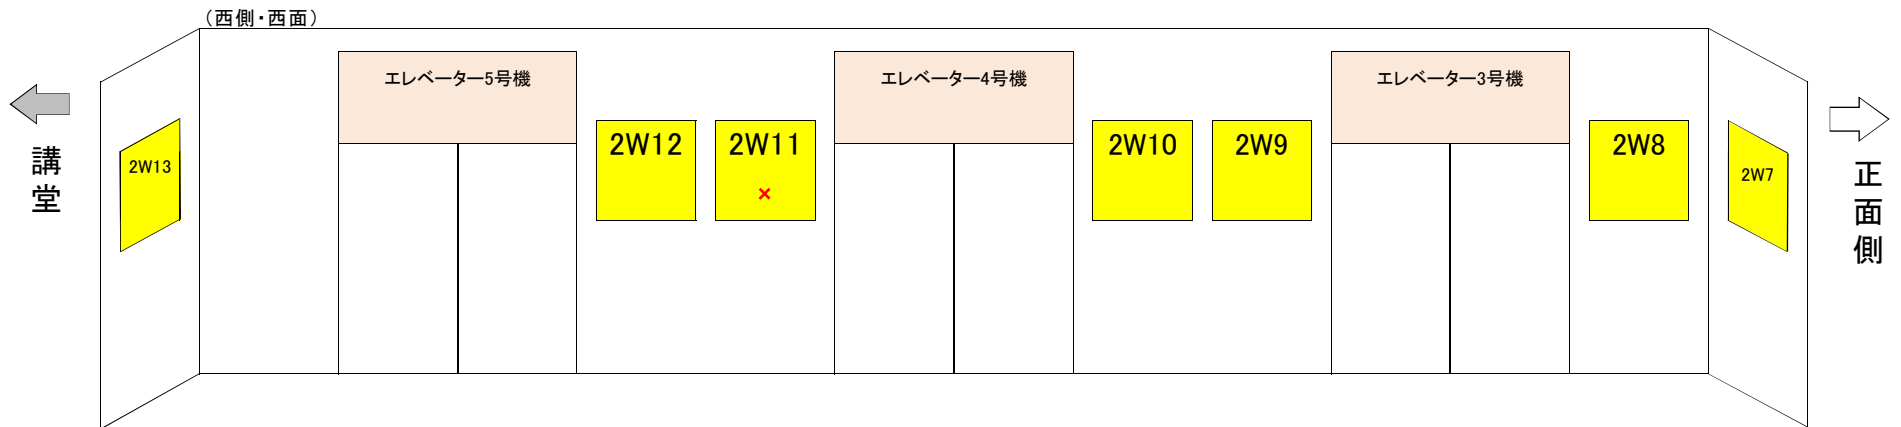 （西側・西面）
エレベーター5号機
エレベーター4号機
エレベーター3号機
2W13
2W12
2W11
×
2W10
2W9
2W8
2W7
講堂
正面側